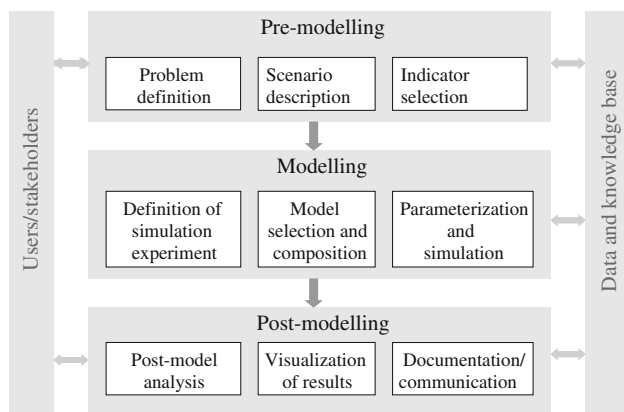 Users/stakeholders
Pre-modelling
Problem
definition
Scenario
description
Indicator
selection
Modelling
Definition of
simulation
experiment
Model
selection and
composition
Parameterization
and
simulation
Post-modelling
Post-model
analysis
Visualization
of results
Documentation/
communication
Data and knowledge base